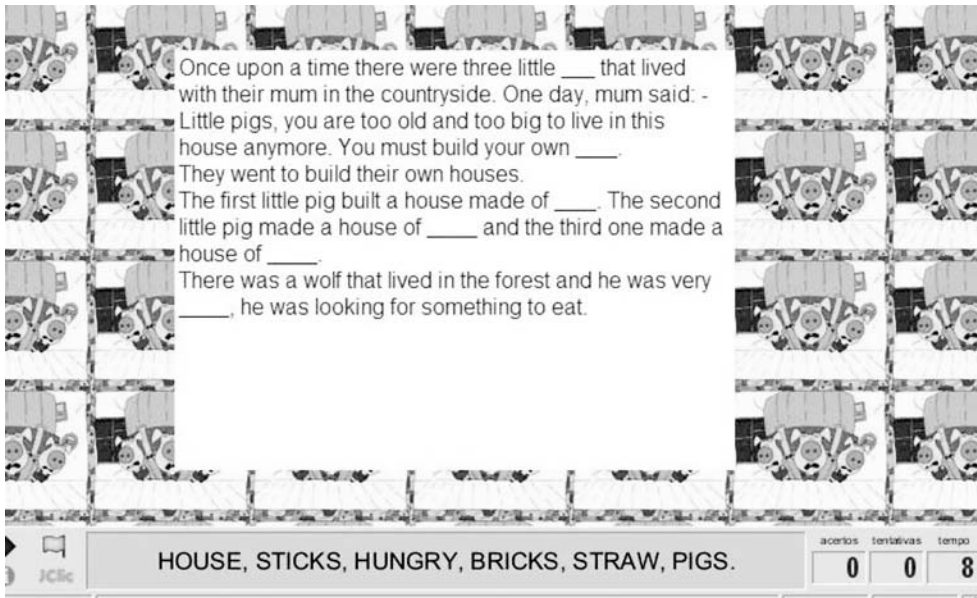 Once upon a time there were three little ___ that lived
with their mum in the countryside. One day, mum said: -
Little pigs, you are too old and too big to live in this
house anymore. You must build your own ____.
They went to build their own houses.
The first little pig built a house made of ____. The second
little pig made a house of _____ and the third one made a
house of _____.
There was a wolf that lived in the forest and he was very
_____, he was looking for something to eat.
acertos tentativas tempo
HOUSE, STICKS, HUNGRY, BRICKS, STRAW, PIGS.
0 0 8
JClic